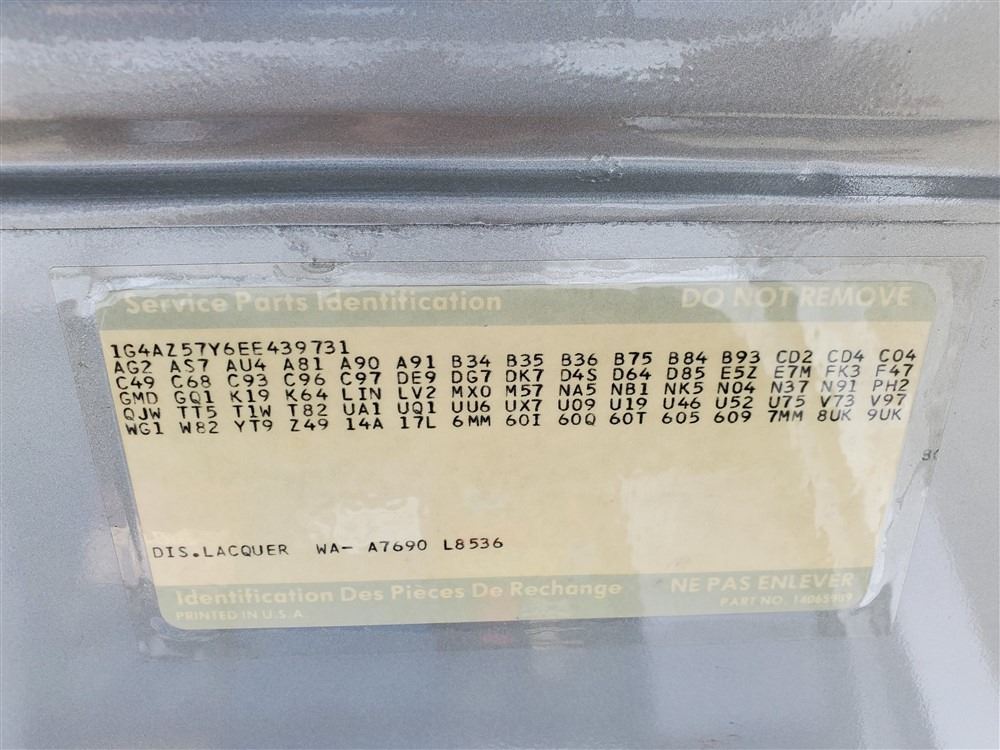 Service Parts Identification DO NOT REMOVE
1G4AZ57Y6EE439731
AG2 AS7 AU4 A81 A90 A91 B34 B35 B36 B75 B84 B93 CD2 CD4 C04
C49 C68 C93 C96 C97 DE9 DG7 DK7 D4S D64 D85 E5Z E7M FK3 F47
GMD GQ1 K19 K64 LIN LV2 MX0 M57 NA5 NB1 NK5 N04 N37 N91 PH2
QJW TT5 T1W T82 UA1 UQ1 UU6 UX7 U09 U19 U46 U52 U75 V73 V97
WG1 W82 YT9 Z49 14A 17L 6MM 60I 60Q 60T 605 609 7MM 8UK 9UK
DIS.LACQUER WA- A7690 L8536
Identification Des Pièces De Rechange NE PAS ENLEVER
PRINTED IN U.S.A. PART NO. 14065989